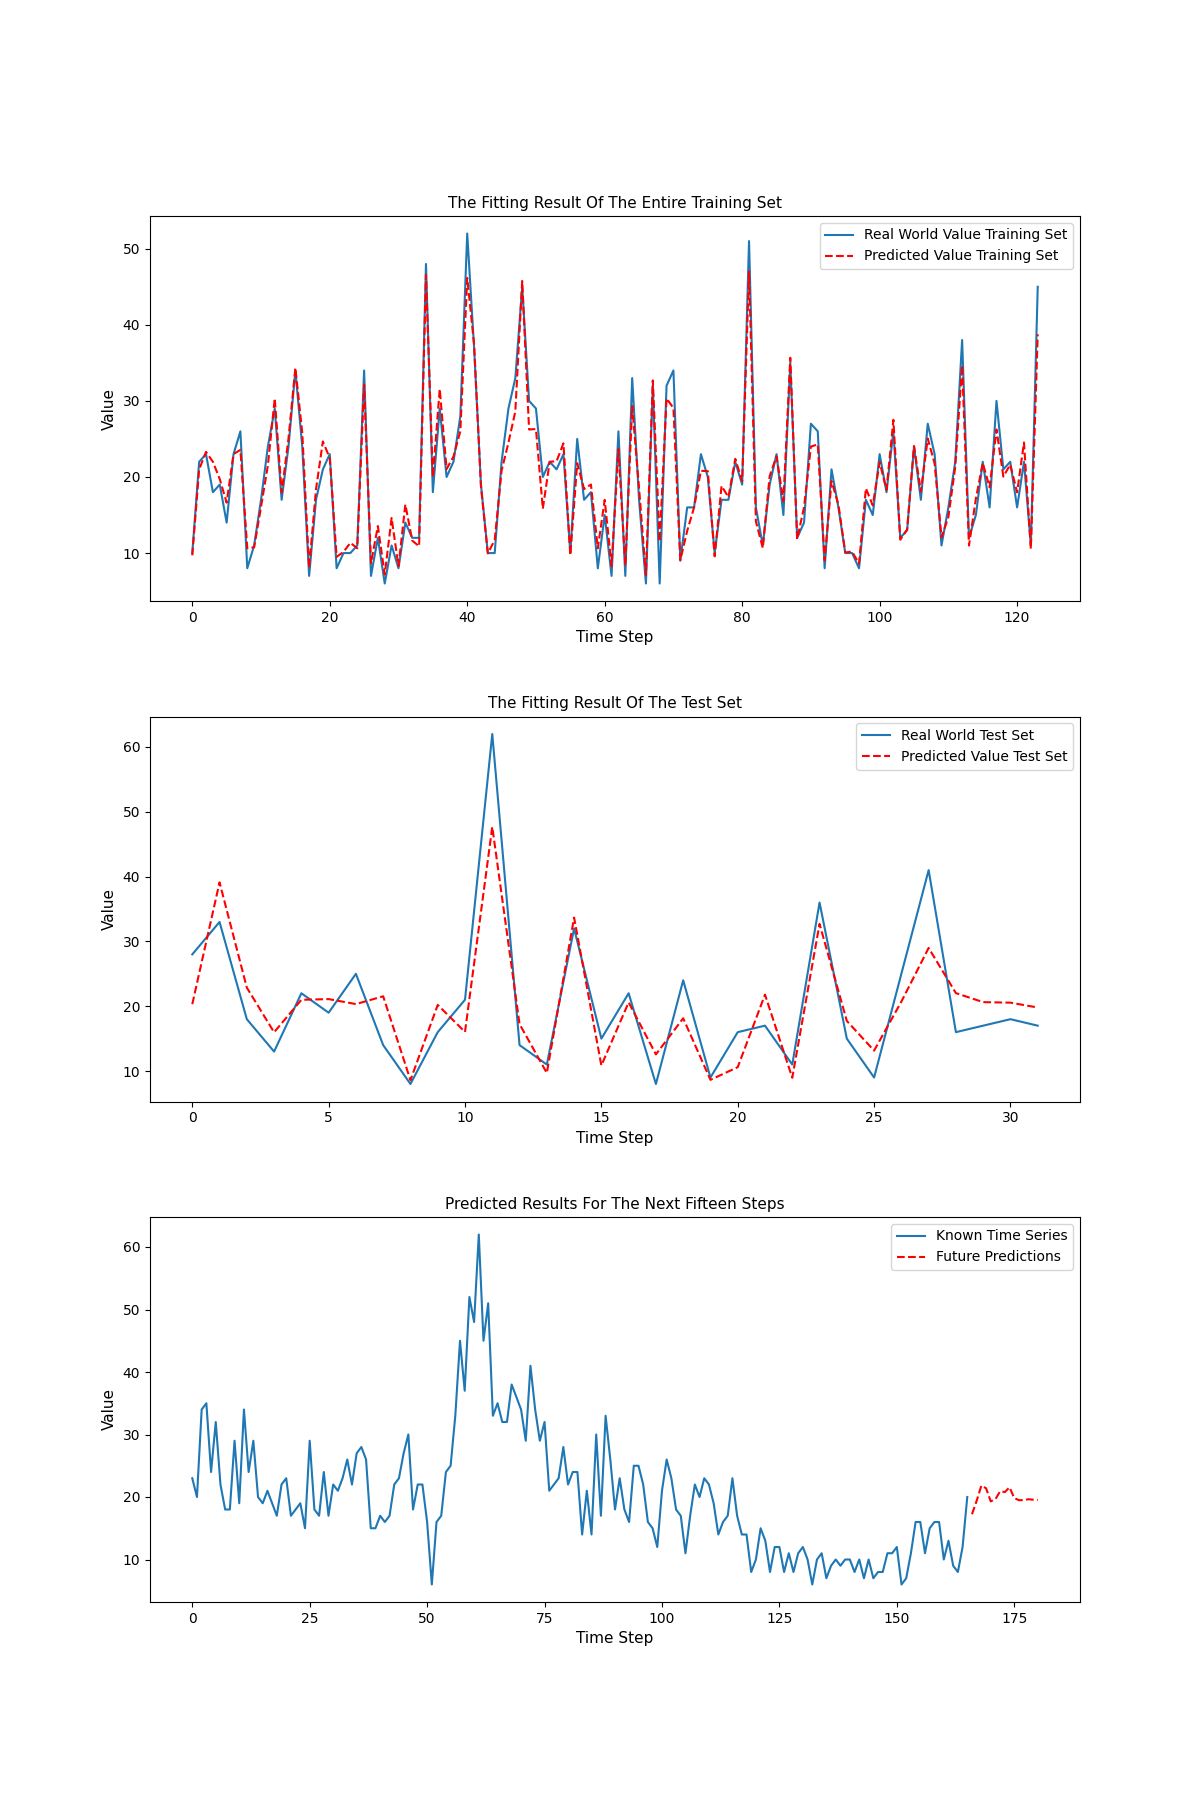 The Fitting Result Of The Entire Training Set
Real World Value Training Set
Predicted Value Training Set
Value
50
40
30
20
10
0 20 40 60 80 100 120
Time Step
The Fitting Result Of The Test Set
Real World Test Set
Predicted Value Test Set
Value
60
50
40
30
20
10
0 5 10 15 20 25 30
Time Step
Predicted Results For The Next Fifteen Steps
Known Time Series
Future Predictions
Value
60
50
40
30
20
10
0 25 50 75 100 125 150 175
Time Step